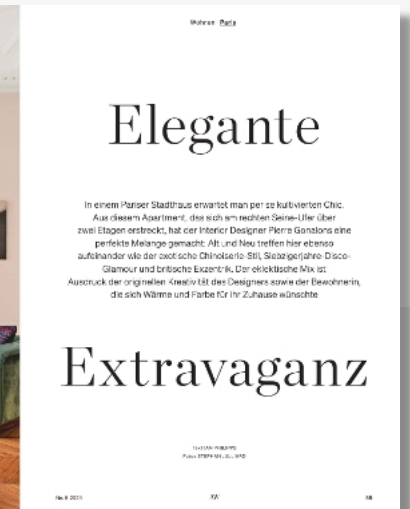 Wohnen Paris
Elegante
In einem Pariser Stadthaus erwartet man per se kultivierten Chic.
Aus diesem Apartment, das sich am rechten Seine-Ufer über
zwei Etagen erstreckt, hat der Interior Designer Pierre Gonalons eine
perfekte Melange gemacht: Alt und Neu treffen hier ebenso
aufeinander wie der exotische Chinoiserie-Stil, Siebzigerjahre-Disco-
Glamour und britische Exzentrik. Der eklektische Mix ist
Ausdruck der originellen Kreativität des Designers sowie der Bewohnerin,
die sich Wärme und Farbe für ihr Zuhause wünschte
Extravaganz